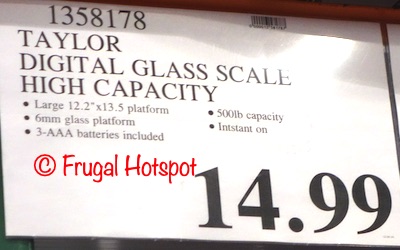 1358178
TAYLOR
DIGITAL GLASS SCALE
HIGH CAPACITY
• Large 12.2"x13.5 platform
• 6mm glass platform
• 3-AAA batteries included
• 500lb capacity
• Intstant on
© Frugal Hotspot
14.99